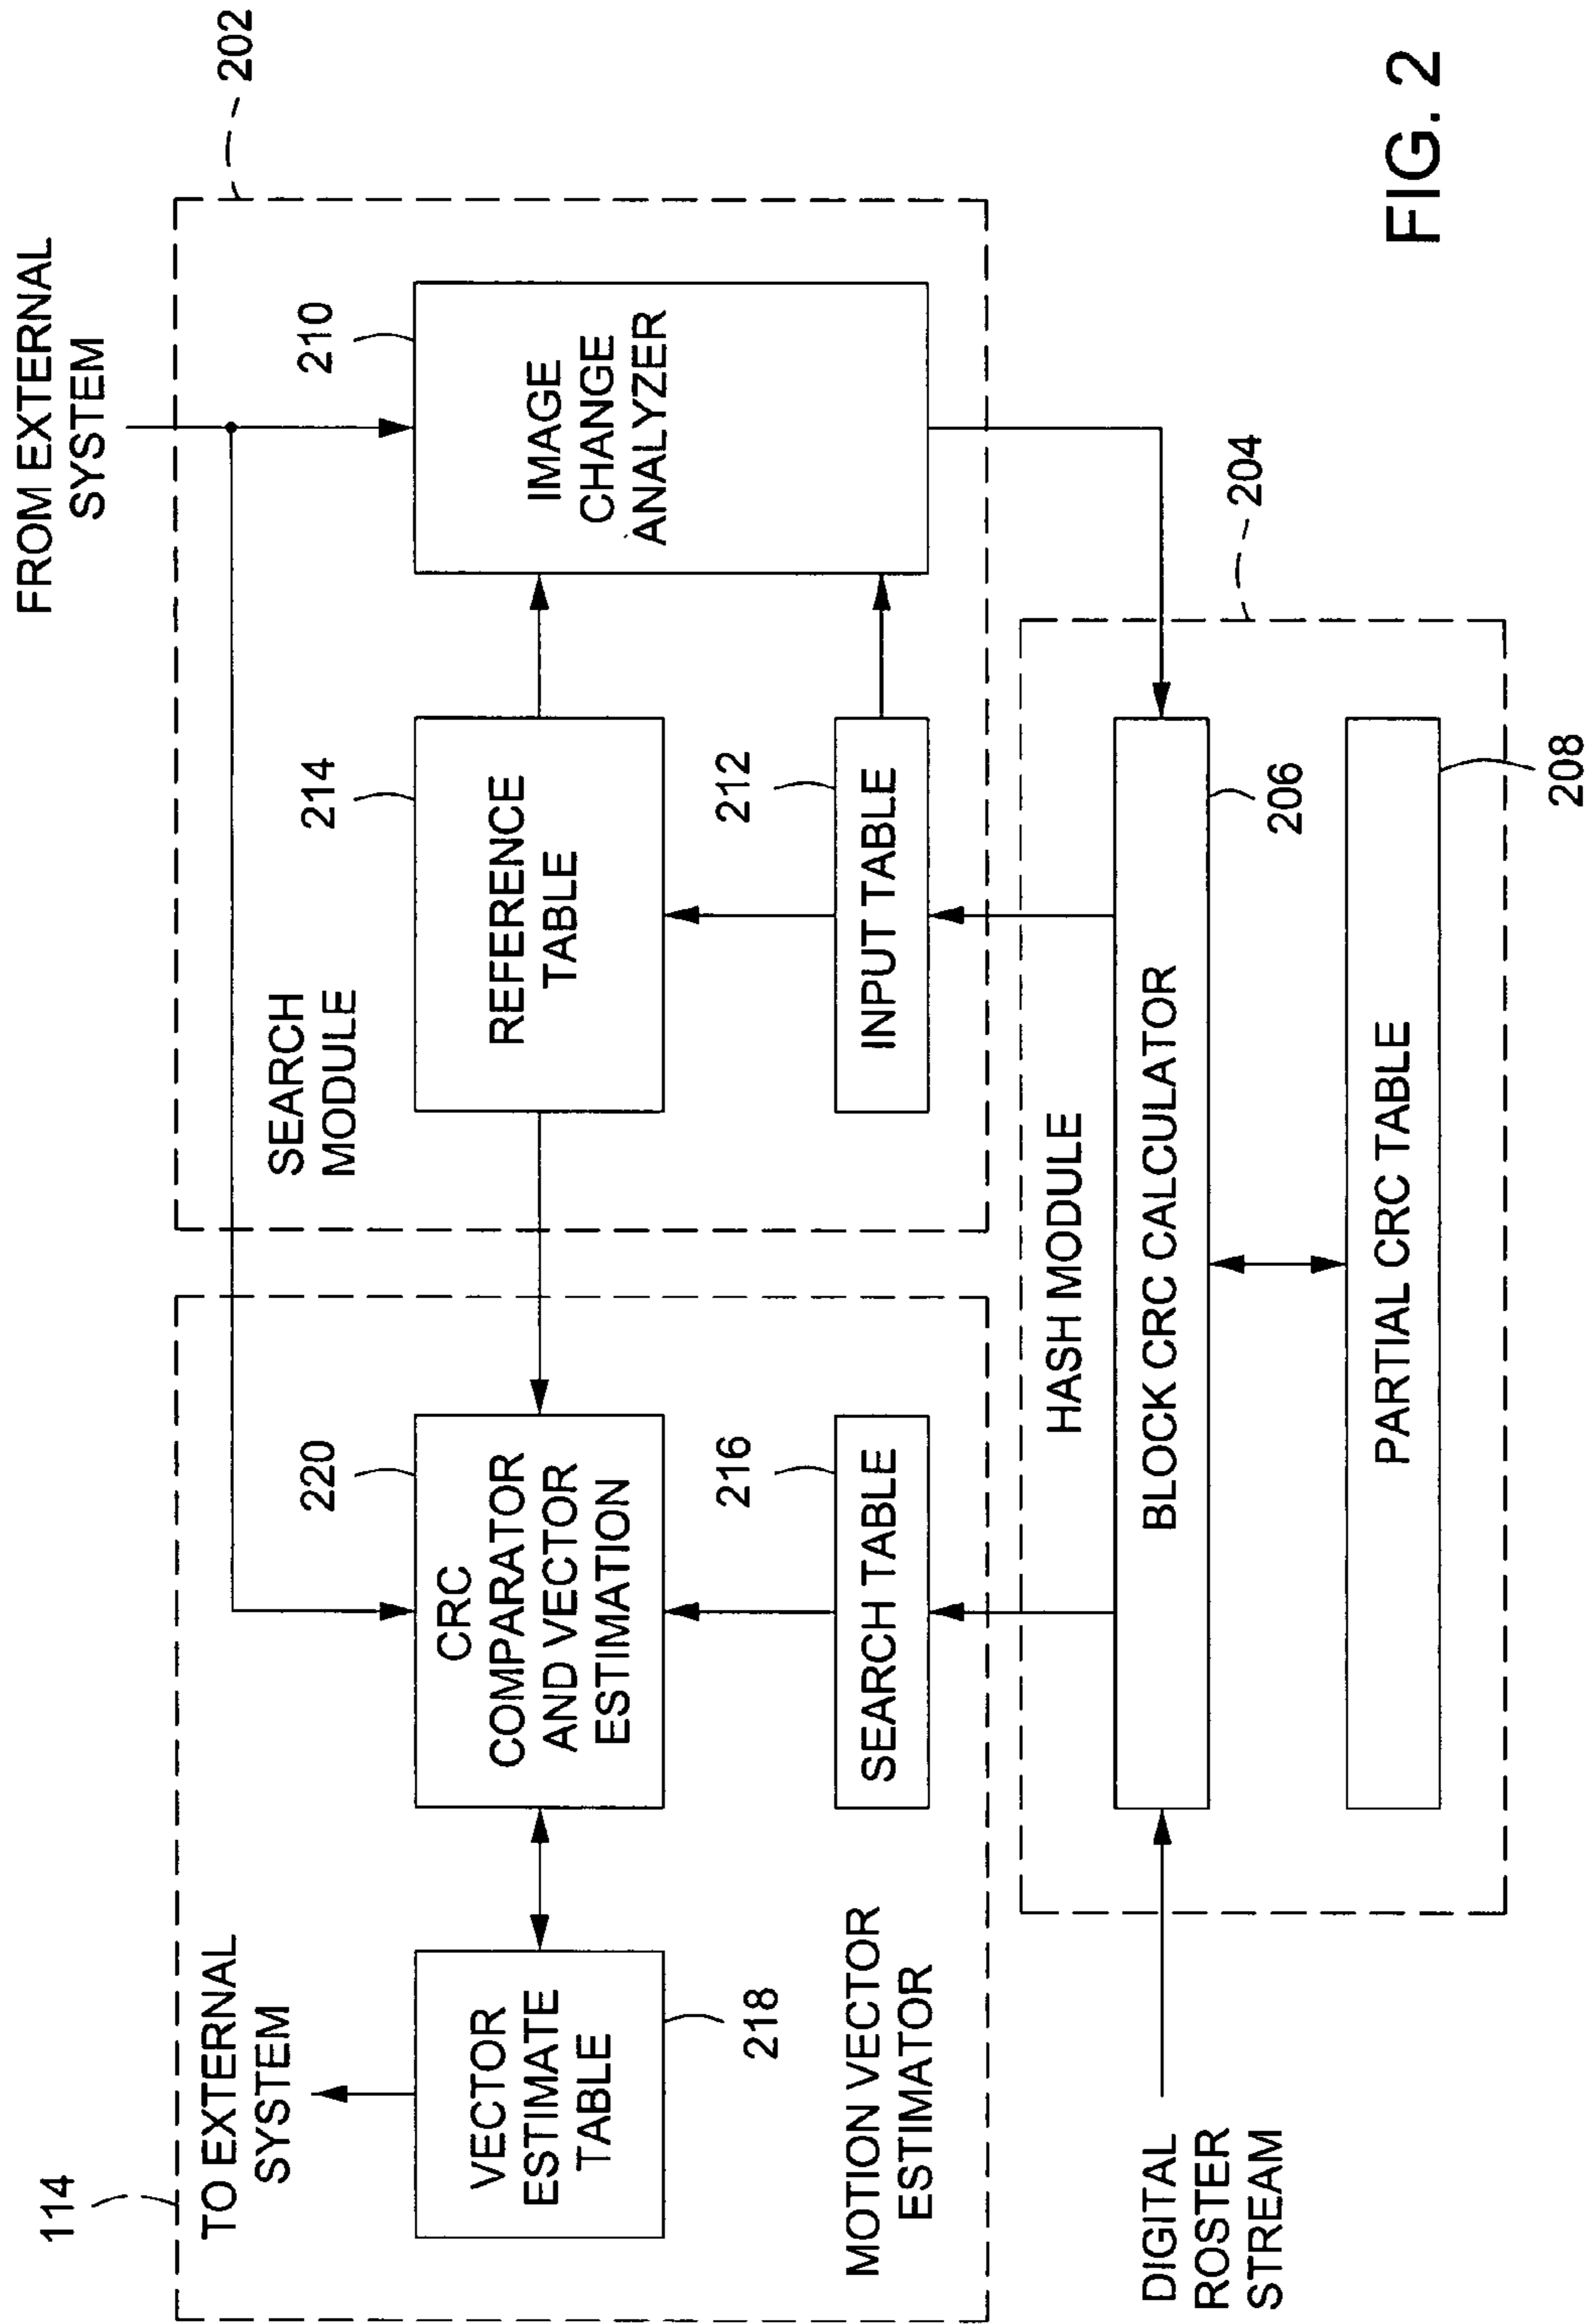 114
TO EXTERNAL
SYSTEM
VECTOR
ESTIMATE
TABLE
218
MOTION VECTOR
ESTIMATOR
220
CRC
COMPARATOR
AND VECTOR
ESTIMATION
216
SEARCH TABLE
FROM EXTERNAL
SYSTEM
202
SEARCH
MODULE
214
REFERENCE
TABLE
212
INPUT TABLE
210
IMAGE
CHANGE
ANALYZER
DIGITAL
ROSTER
STREAM
HASH MODULE
204
BLOCK CRC CALCULATOR
206
PARTIAL CRC TABLE
208
FIG. 2